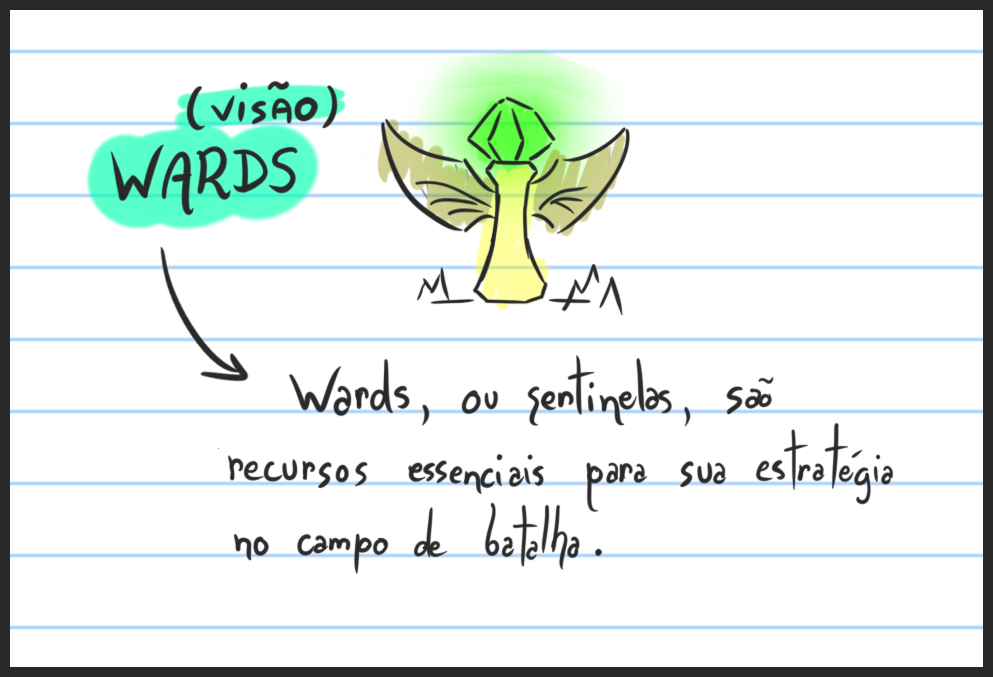 (visão)
WARDS
Wards, ou sentinelas, são
recursos essenciais para sua estratégia
no campo de batalha.